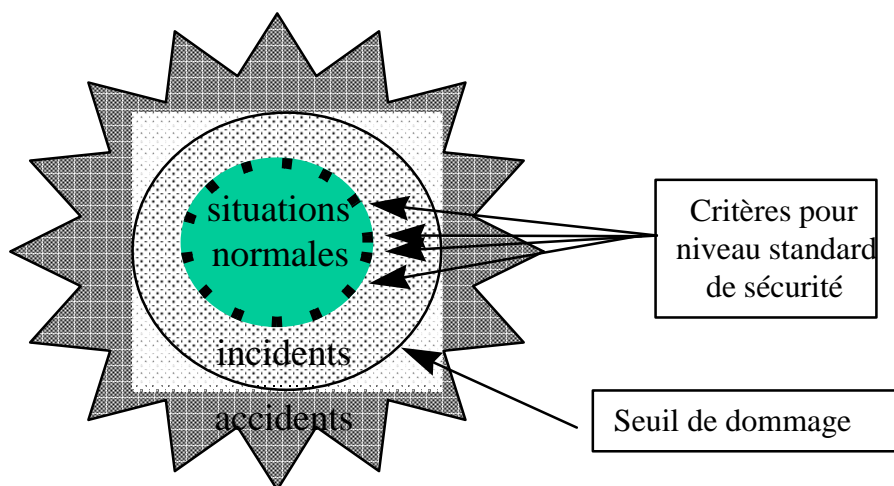 situations
normales
incidents
accidents
Critères pour
niveau standard
de sécurité
Seuil de dommage